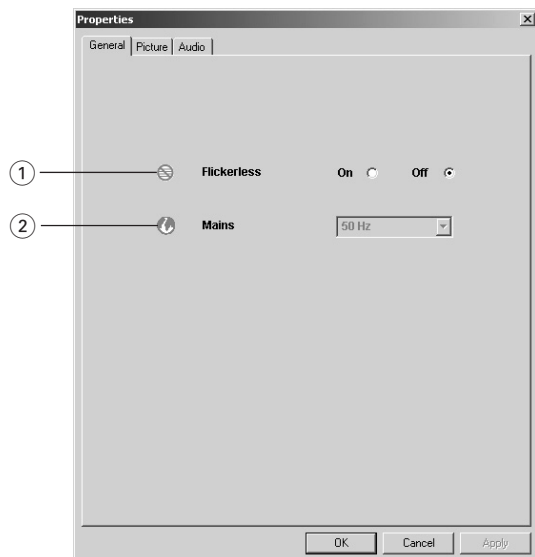 Properties
General Picture Audio
1 Flickerless On Off
2 Mains 50 Hz
OK Cancel Apply